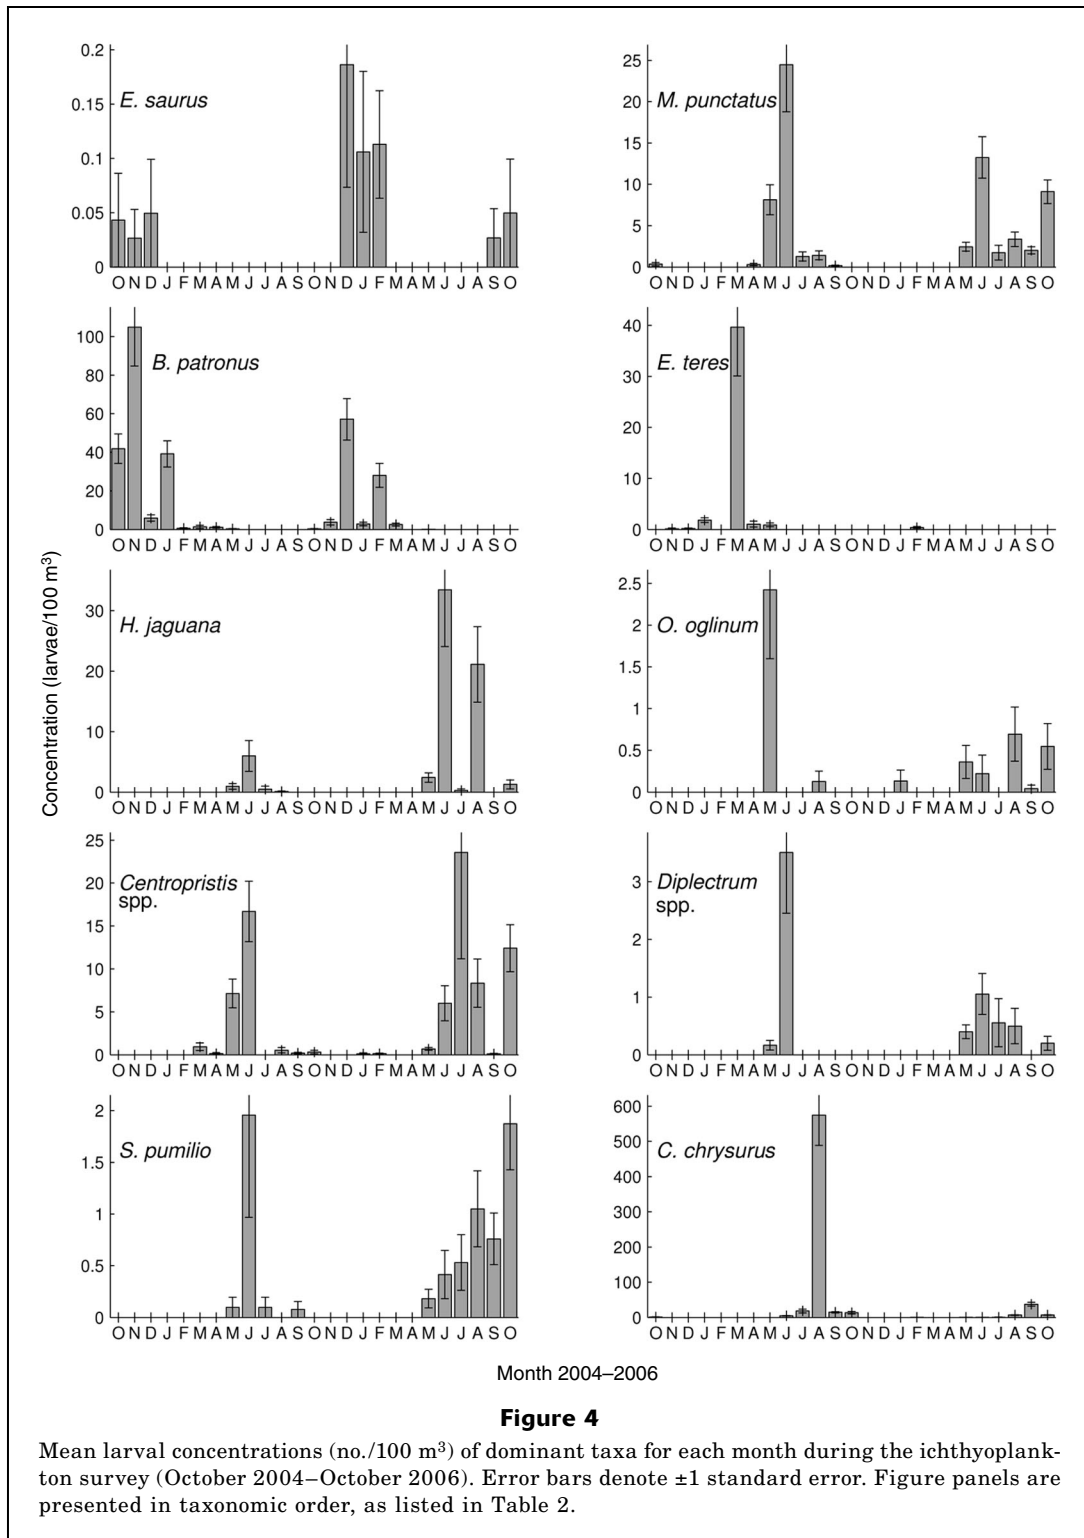 Concentration (larvae/100 m³)
0.2
0.15
0.1
0.05
0
E. saurus
O N D J F M A M J J A S O N D J F M A M J J A S O
25
20
15
10
5
0
M. punctatus
O N D J F M A M J J A S O N D J F M A M J J A S O
100
80
60
40
20
0
B. patronus
O N D J F M A M J J A S O N D J F M A M J J A S O
40
30
20
10
0
E. teres
O N D J F M A M J J A S O N D J F M A M J J A S O
30
20
10
0
H. jaguana
O N D J F M A M J J A S O N D J F M A M J J A S O
2.5
2
1.5
1
0.5
0
O. oglinum
O N D J F M A M J J A S O N D J F M A M J J A S O
25
20
15
10
5
0
Centropristis
spp.
O N D J F M A M J J A S O N D J F M A M J J A S O
3
2
1
0
Diplectrum
spp.
O N D J F M A M J J A S O N D J F M A M J J A S O
2
1.5
1
0.5
0
S. pumilio
O N D J F M A M J J A S O N D J F M A M J J A S O
600
500
400
300
200
100
0
C. chrysurus
O N D J F M A M J J A S O N D J F M A M J J A S O
Month 2004–2006
Figure 4
Mean larval concentrations (no./100 m³) of dominant taxa for each month during the ichthyoplank-
ton survey (October 2004–October 2006). Error bars denote ±1 standard error. Figure panels are
presented in taxonomic order, as listed in Table 2.